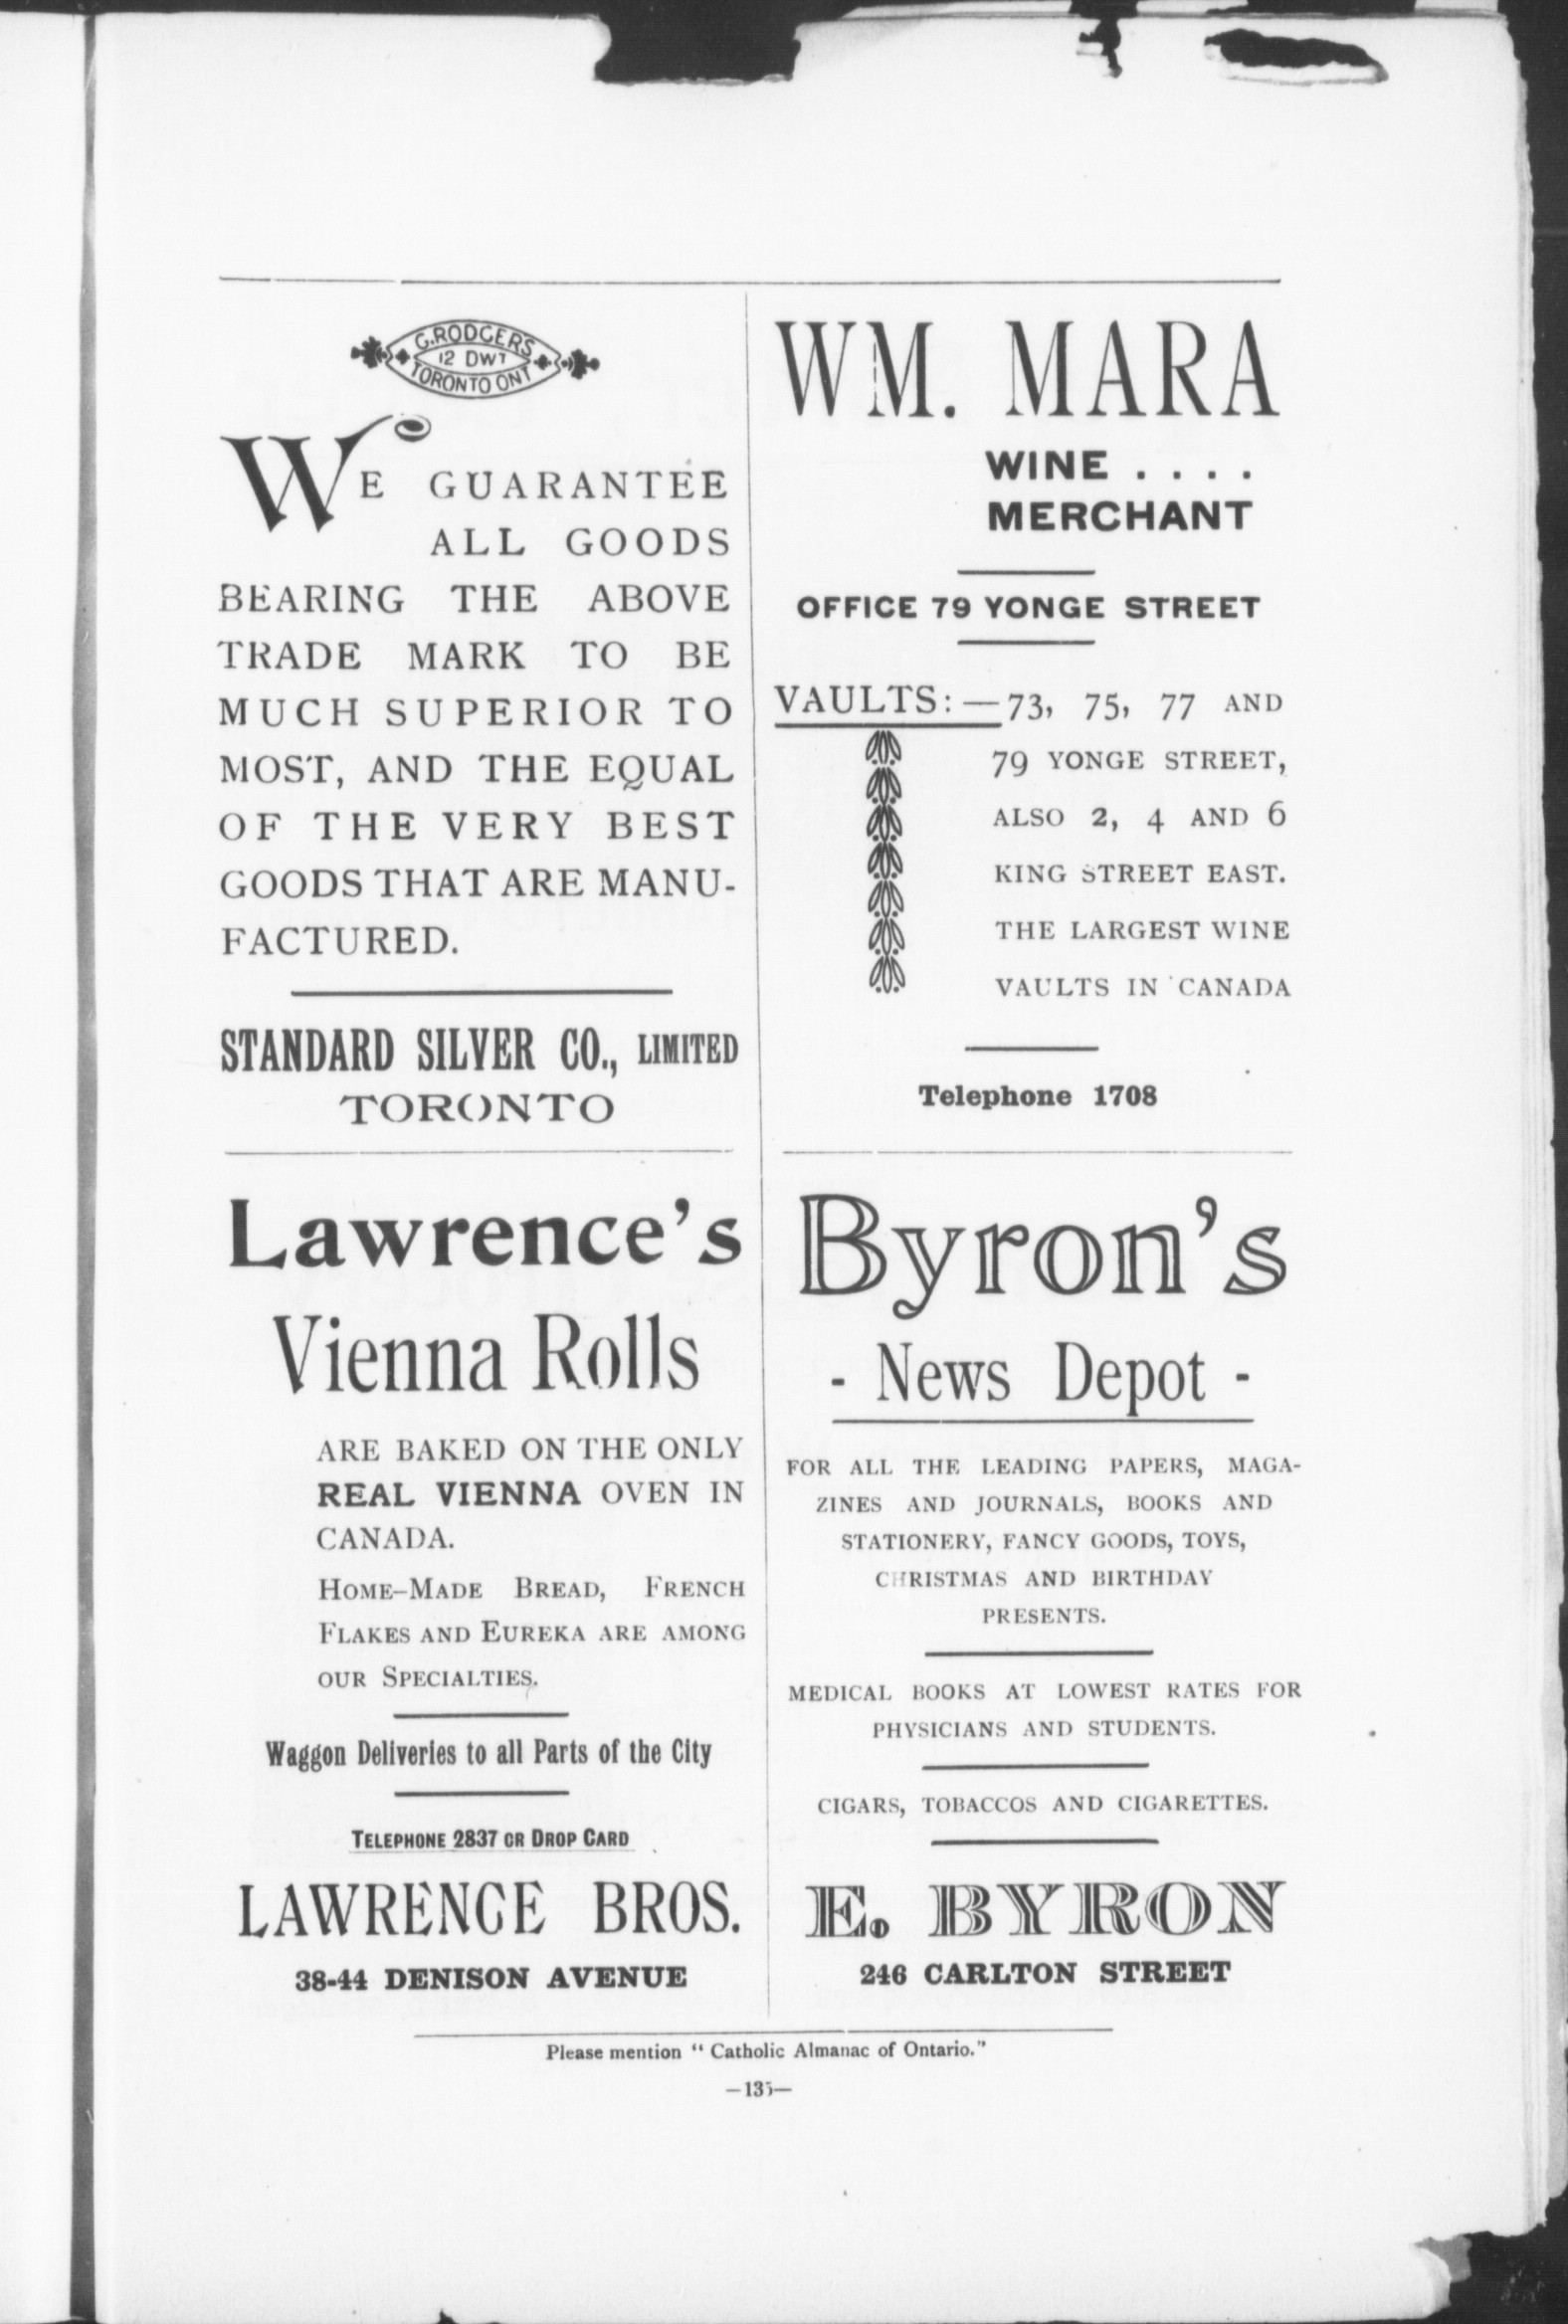 G. RODGERS
12 DWT
TORONTO ONT
WE GUARANTEE
ALL GOODS
BEARING THE ABOVE
TRADE MARK TO BE
MUCH SUPERIOR TO
MOST, AND THE EQUAL
OF THE VERY BEST
GOODS THAT ARE MANU-
FACTURED.
STANDARD SILVER CO., LIMITED
TORONTO
WM. MARA
WINE . . . .
MERCHANT
OFFICE 79 YONGE STREET
VAULTS:—73, 75, 77 AND
79 YONGE STREET,
ALSO 2, 4 AND 6
KING STREET EAST.
THE LARGEST WINE
VAULTS IN CANADA
Telephone 1708
Lawrence's
Vienna Rolls
ARE BAKED ON THE ONLY
REAL VIENNA OVEN IN
CANADA.
HOME-MADE BREAD, FRENCH
FLAKES AND EUREKA ARE AMONG
OUR SPECIALTIES.
Waggon Deliveries to all Parts of the City
TELEPHONE 2837 OR DROP CARD
LAWRENCE BROS.
38-44 DENISON AVENUE
Byron's
- News Depot -
FOR ALL THE LEADING PAPERS, MAGA-
ZINES AND JOURNALS, BOOKS AND
STATIONERY, FANCY GOODS, TOYS,
CHRISTMAS AND BIRTHDAY
PRESENTS.
MEDICAL BOOKS AT LOWEST RATES FOR
PHYSICIANS AND STUDENTS.
CIGARS, TOBACCOS AND CIGARETTES.
E. BYRON
246 CARLTON STREET
Please mention "Catholic Almanac of Ontario."
—135—